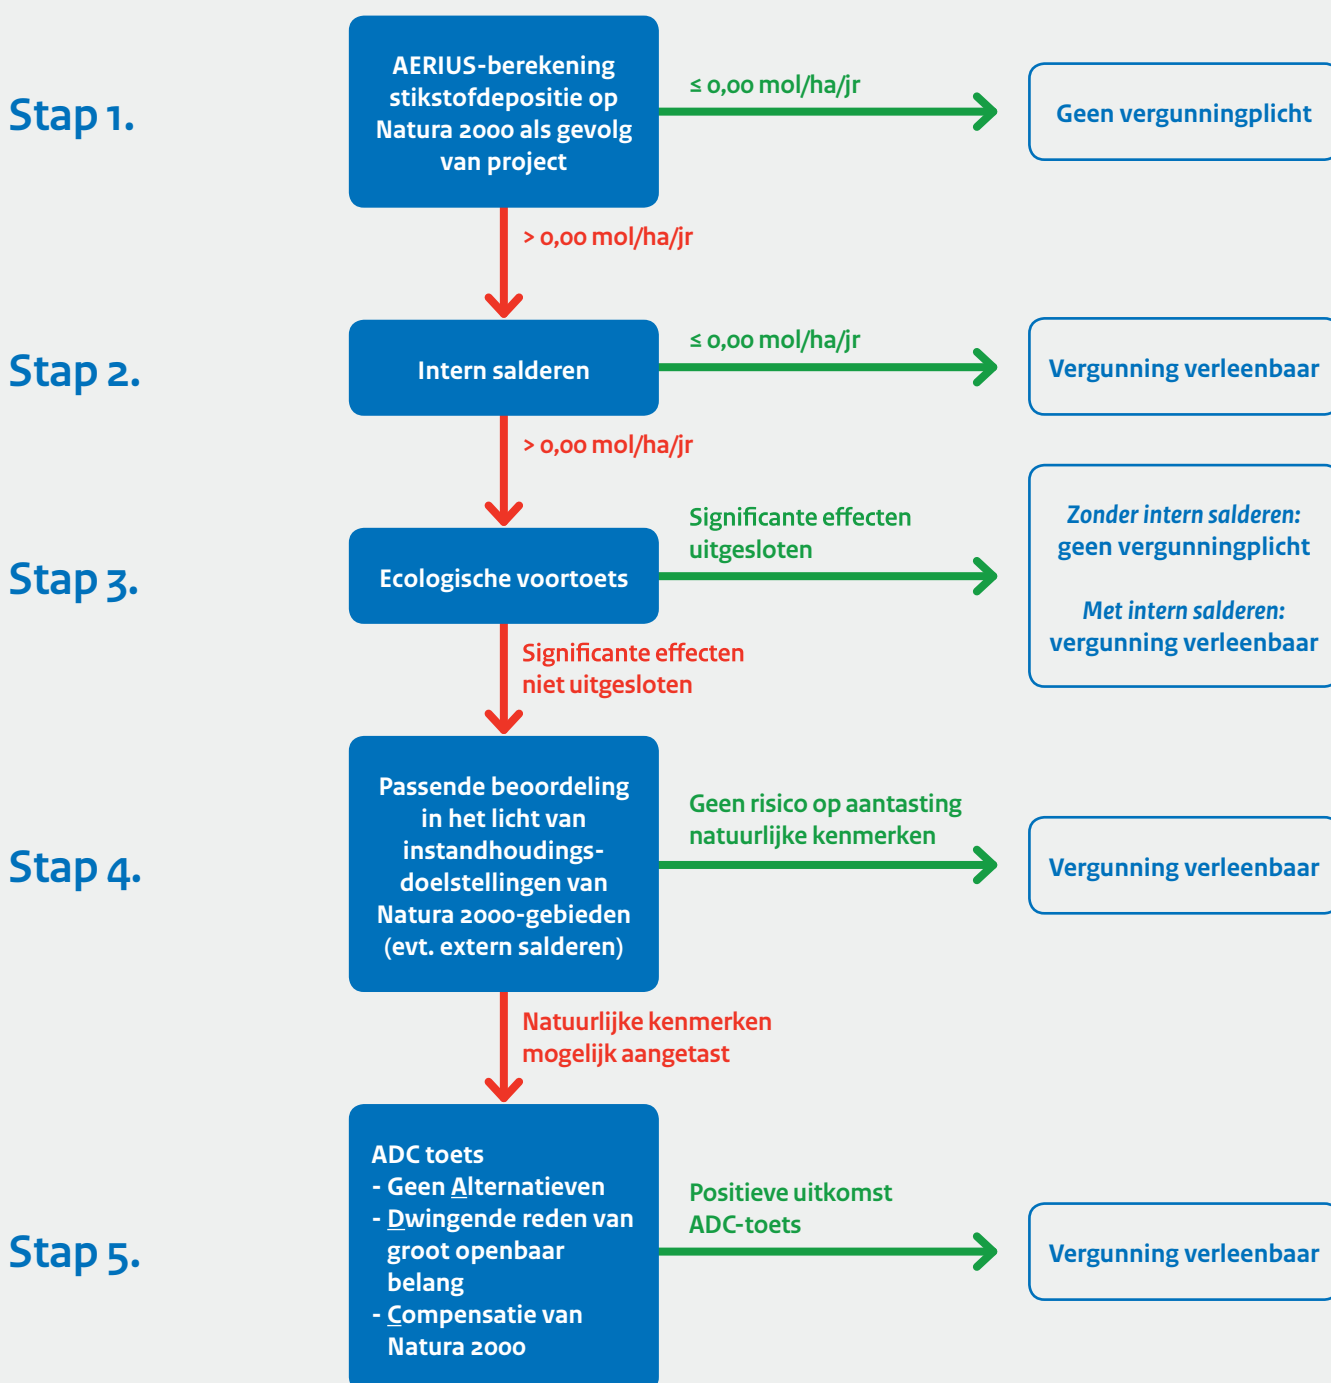 Stap 1.
AERIUS-berekening
stikstofdepositie op
Natura 2000 als gevolg
van project
≤ 0,00 mol/ha/jr
Geen vergunningplicht
> 0,00 mol/ha/jr
Stap 2.
Intern salderen
≤ 0,00 mol/ha/jr
Vergunning verleenbaar
> 0,00 mol/ha/jr
Stap 3.
Ecologische voortoets
Significante effecten
uitgesloten
Zonder intern salderen:
geen vergunningplicht
Met intern salderen:
vergunning verleenbaar
Significante effecten
niet uitgesloten
Stap 4.
Passende beoordeling
in het licht van
instandhoudings-
doelstellingen van
Natura 2000-gebieden
(evt. extern salderen)
Geen risico op aantasting
natuurlijke kenmerken
Vergunning verleenbaar
Natuurlijke kenmerken
mogelijk aangetast
Stap 5.
ADC toets
- Geen Alternatieven
- Dwingende reden van
groot openbaar
belang
- Compensatie van
Natura 2000
Positieve uitkomst
ADC-toets
Vergunning verleenbaar